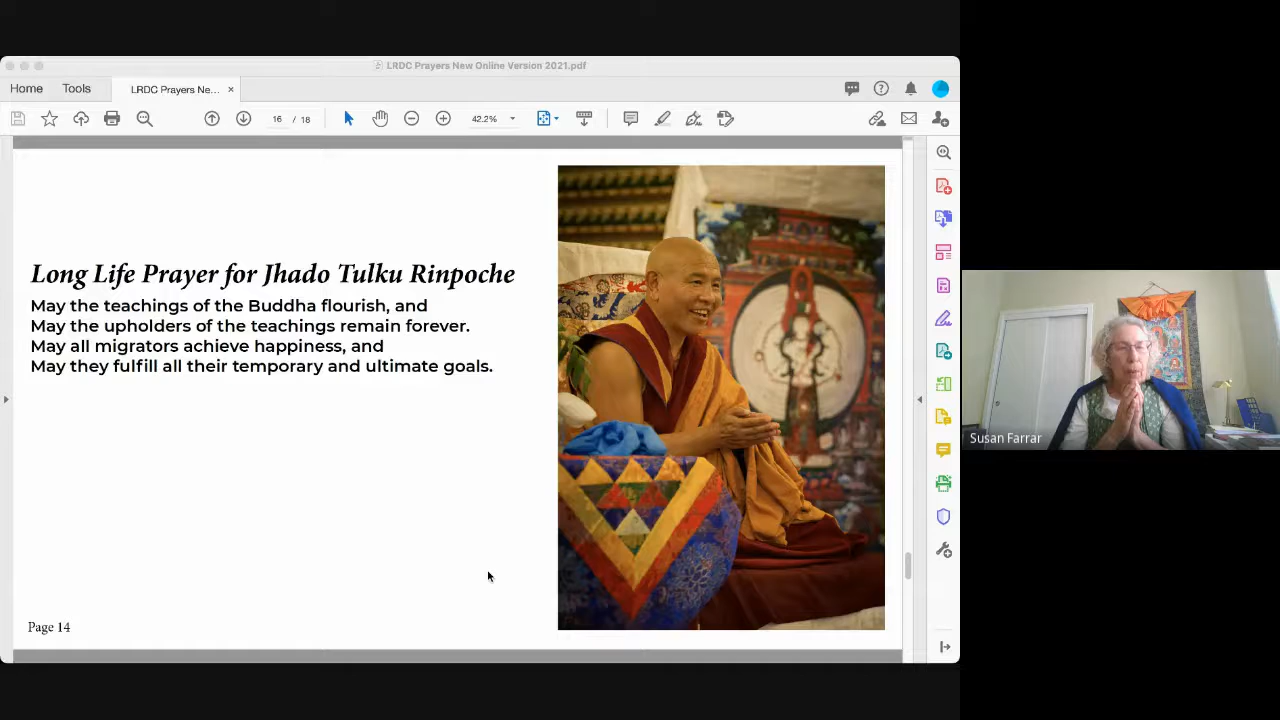 LRDC Prayers New Online Version 2021.pdf
Home Tools LRDC Prayers Ne... ×
16 / 18 42.2%
Long Life Prayer for Jhado Tulku Rinpoche
May the teachings of the Buddha flourish, and
May the upholders of the teachings remain forever.
May all migrators achieve happiness, and
May they fulfill all their temporary and ultimate goals.
Page 14
Susan Farrar